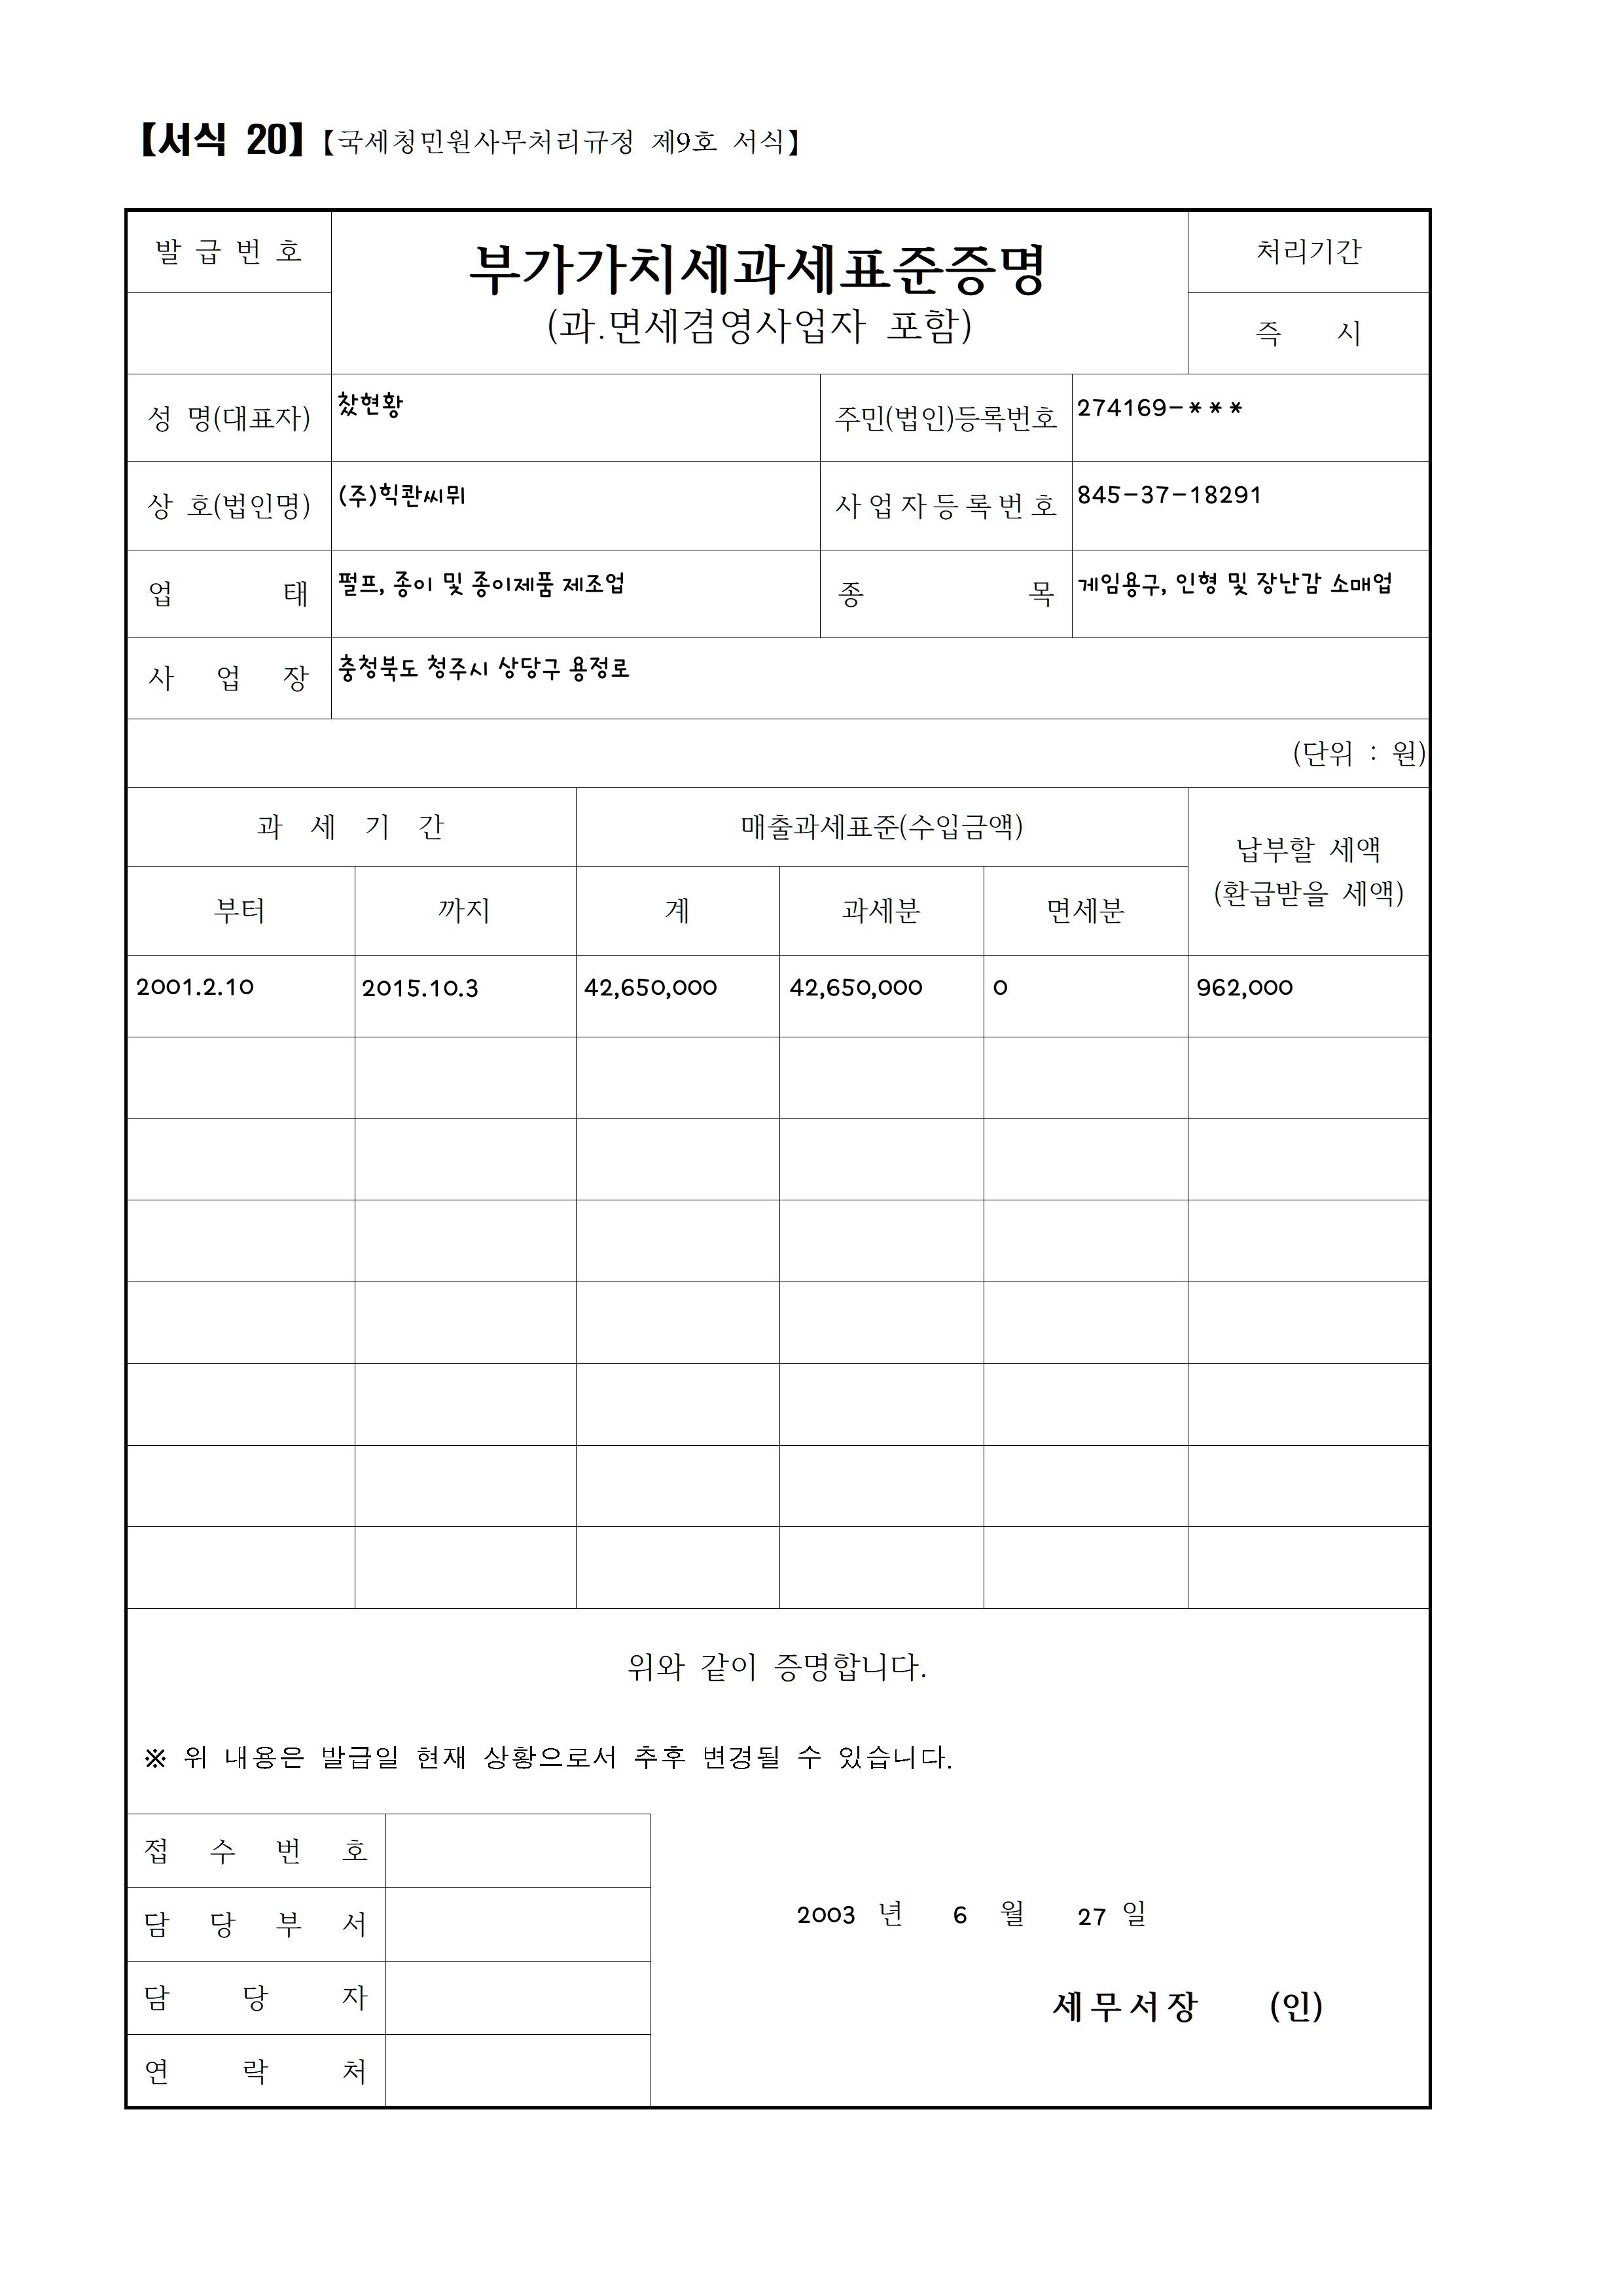 【서식 20】【국세청민원사무처리규정 제9호 서식】
발 급 번 호
부가가치세과세표준증명
(과.면세겸영사업자 포함)
처리기간
즉 시
성 명(대표자) 찼현황 주민(법인)등록번호 274169-***
상 호(법인명) (주)힉콴씨뮈 사업자등록번호 845-37-18291
업 태 펄프, 종이 및 종이제품 제조업 종 목 게임용구, 인형 및 장난감 소매업
사 업 장 충청북도 청주시 상당구 용정로
(단위 : 원)
과 세 기 간 매출과세표준(수입금액) 납부할 세액
(환급받을 세액)
부터 까지 계 과세분 면세분
2001.2.10 2015.10.3 42,650,000 42,650,000 0 962,000
위와 같이 증명합니다.
※ 위 내용은 발급일 현재 상황으로서 추후 변경될 수 있습니다.
접 수 번 호
담 당 부 서
담 당 자
연 락 처
2003 년 6 월 27 일
세무서장 (인)